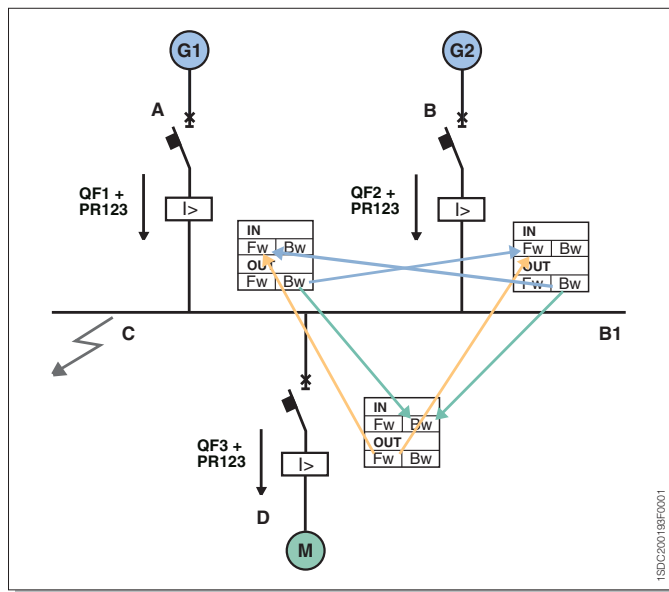 G1
G2
A
B
QF1 +
PR123
I>
QF2 +
PR123
I>
IN
Fw Bw
OUT
Fw Bw
IN
Fw Bw
OUT
Fw Bw
C
B1
IN
Fw Bw
OUT
Fw Bw
QF3 +
PR123
I>
D
M
1SDC200193F0001